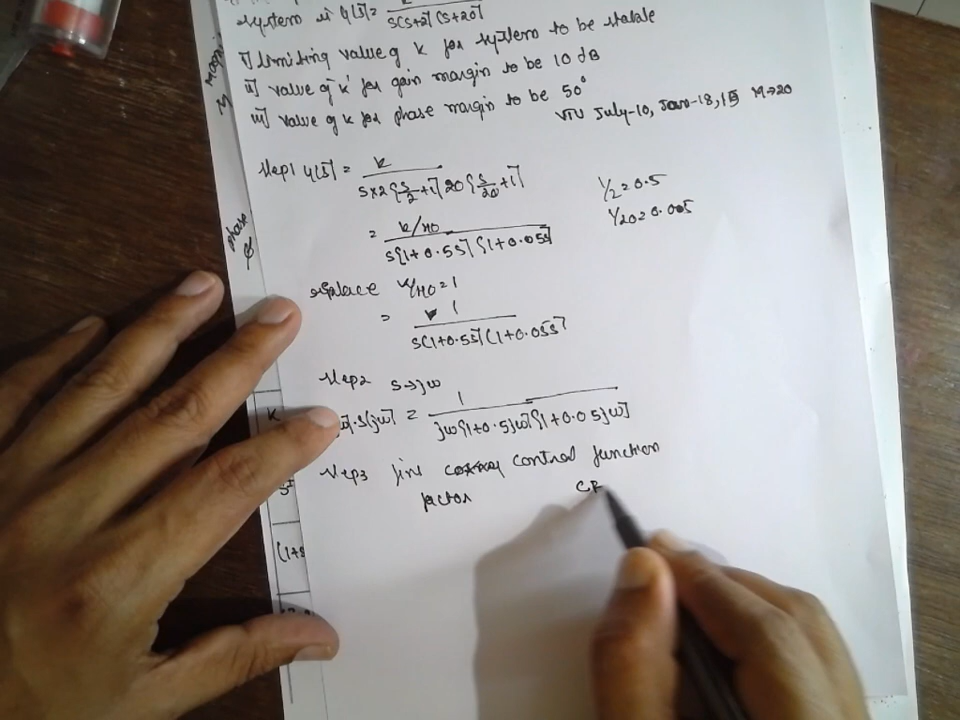 system is G(s) = K / s(s+2)(s+20)
i) limiting value of k for system to be stable
ii) value of 'k' for gain margin to be 10 dB
iii) value of k for phase margin to be 50°
VTU July-10, Jan-18, 15 M→20
Step1 G(s) = K / s×2{s/2+1} 20{s/20+1}
1/2 = 0.5
1/20 = 0.005
= K/40 / s{1+0.5s}{1+0.05s}
replace K/40 = 1
= 1 / s(1+0.5s)(1+0.05s)
Step2 s→jω
= 1 / jω{1+0.5jω}{1+0.05jω}
Step3 control function
factor CF
phase
K
(1+s